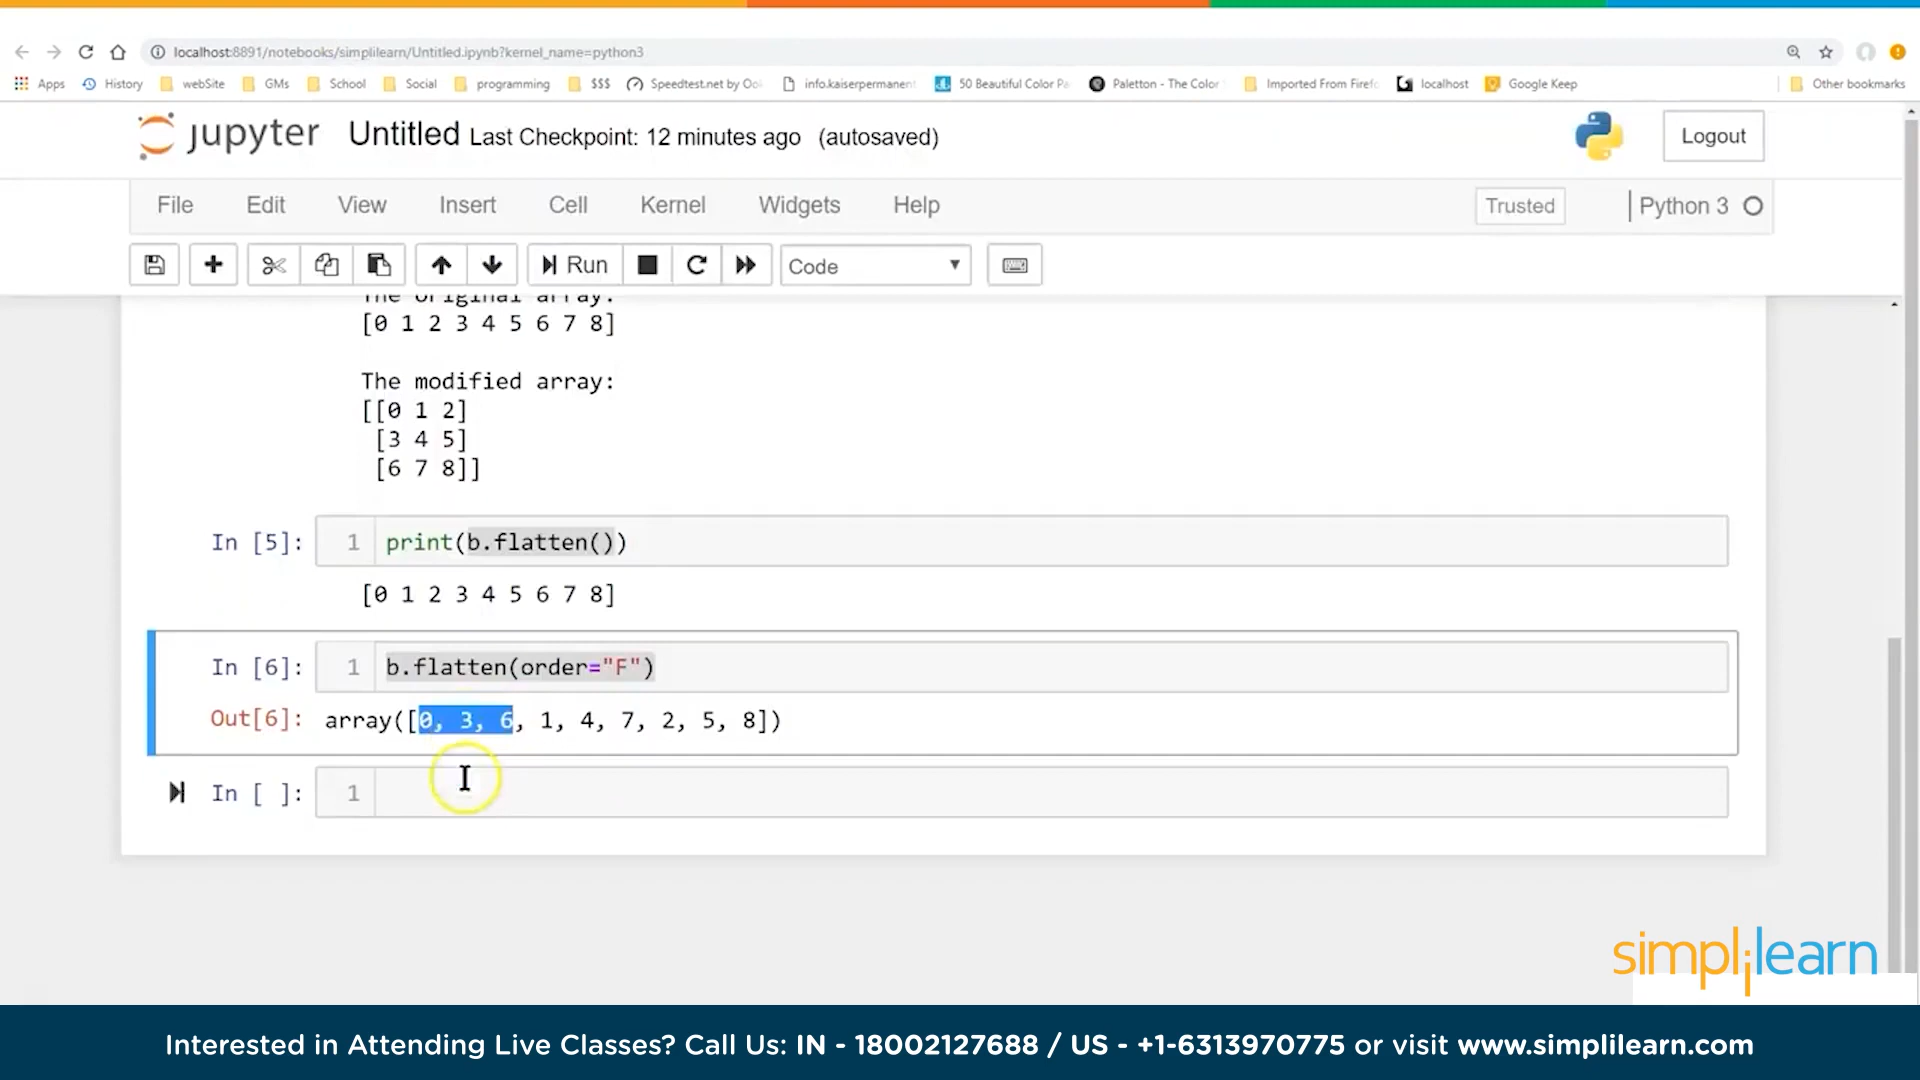 localhost:8891/notebooks/simplilearn/Untitled.ipynb?kernel_name=python3
Apps History webSite GMs School Social programming $$$ Speedtest.net by Oo info.kaiserpermanent 50 Beautiful Color Pa Paletton - The Color Imported From Firefo localhost Google Keep Other bookmarks
jupyter Untitled Last Checkpoint: 12 minutes ago (autosaved) Logout
File Edit View Insert Cell Kernel Widgets Help Trusted Python 3
Run Code
The original array:
[0 1 2 3 4 5 6 7 8]
The modified array:
[[0 1 2]
[3 4 5]
[6 7 8]]
In [5]: 1 print(b.flatten())
[0 1 2 3 4 5 6 7 8]
In [6]: 1 b.flatten(order="F")
Out[6]: array([0, 3, 6, 1, 4, 7, 2, 5, 8])
In [ ]: 1
simplilearn
Interested in Attending Live Classes? Call Us: IN - 18002127688 / US - +1-6313970775 or visit www.simplilearn.com